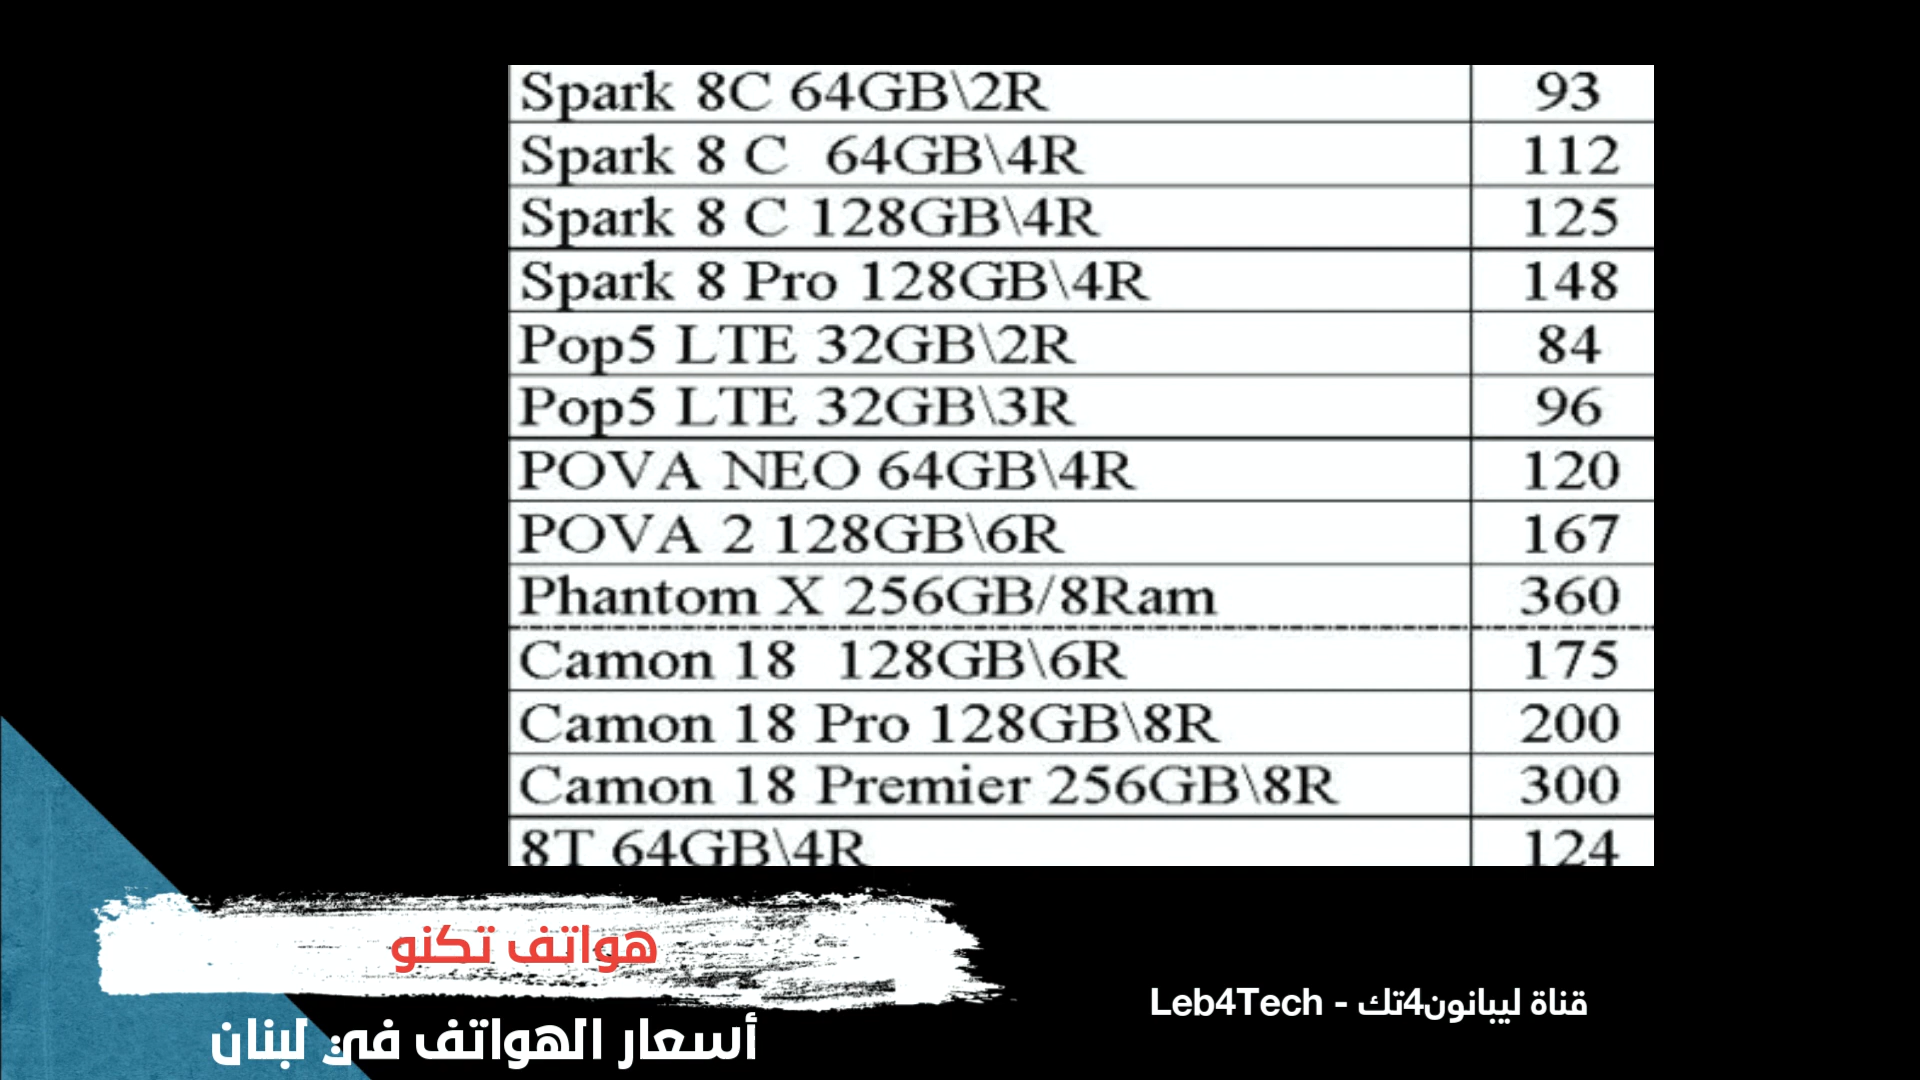 Spark 8C 64GB\2R 93
Spark 8 C 64GB\4R 112
Spark 8 C 128GB\4R 125
Spark 8 Pro 128GB\4R 148
Pop5 LTE 32GB\2R 84
Pop5 LTE 32GB\3R 96
POVA NEO 64GB\4R 120
POVA 2 128GB\6R 167
Phantom X 256GB/8Ram 360
Camon 18 128GB\6R 175
Camon 18 Pro 128GB\8R 200
Camon 18 Premier 256GB\8R 300
8T 64GB\4R 124
هواتف تكنو
أسعار الهواتف في لبنان
قناة ليبانون4تك - Leb4Tech